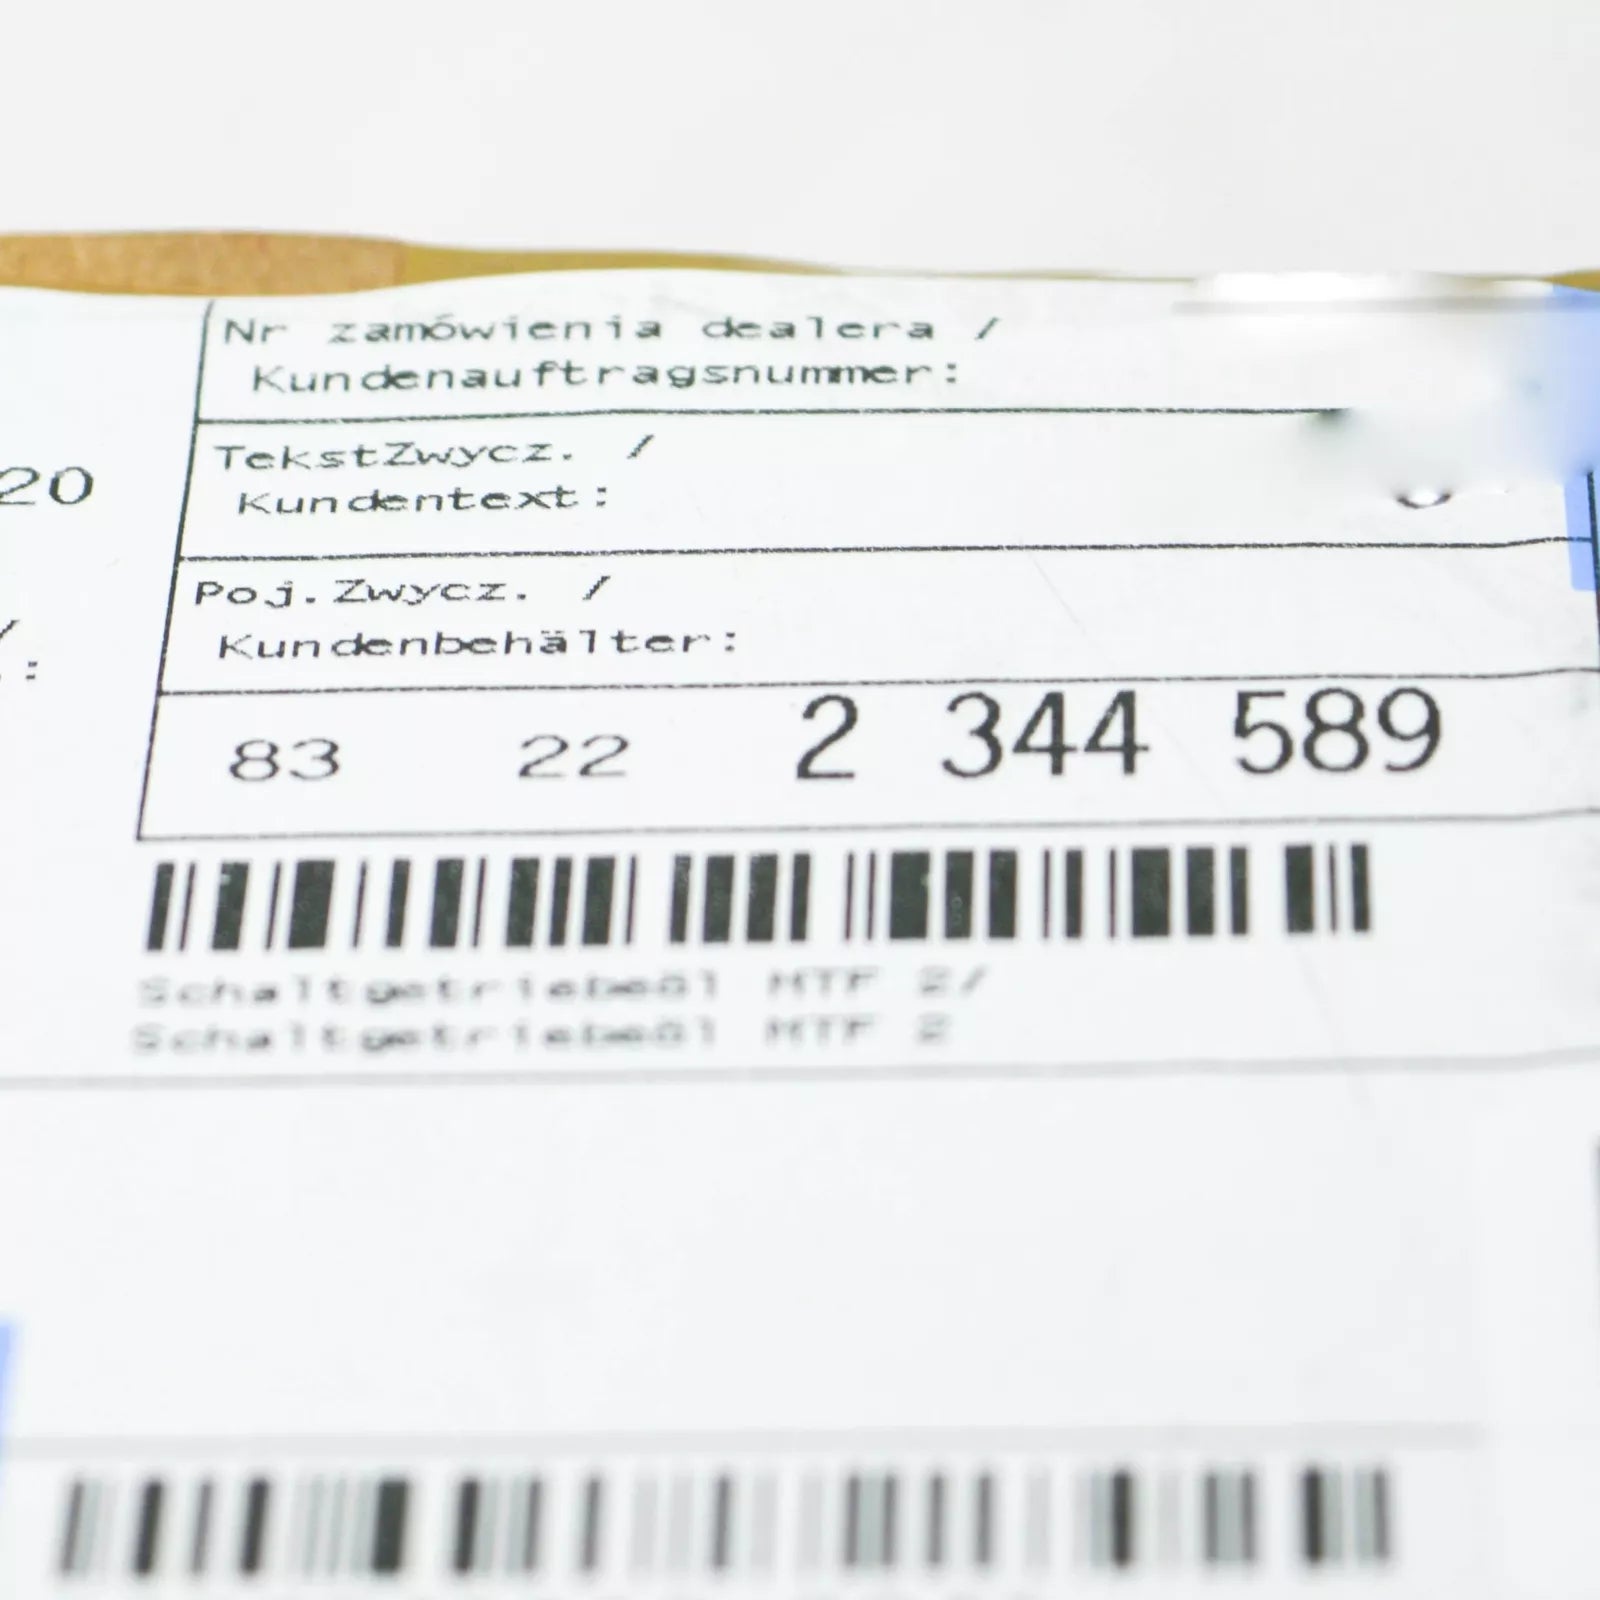 Nr zamówienia dealera /
Kundenauftragsnummer:
20
TekstZwycz. /
Kundentext:
Poj.Zwycz. /
Kundenbehälter:
83 22 2 344 589
Schaltgetriebeöl MTF 2/
Schaltgetriebeöl MTF 2